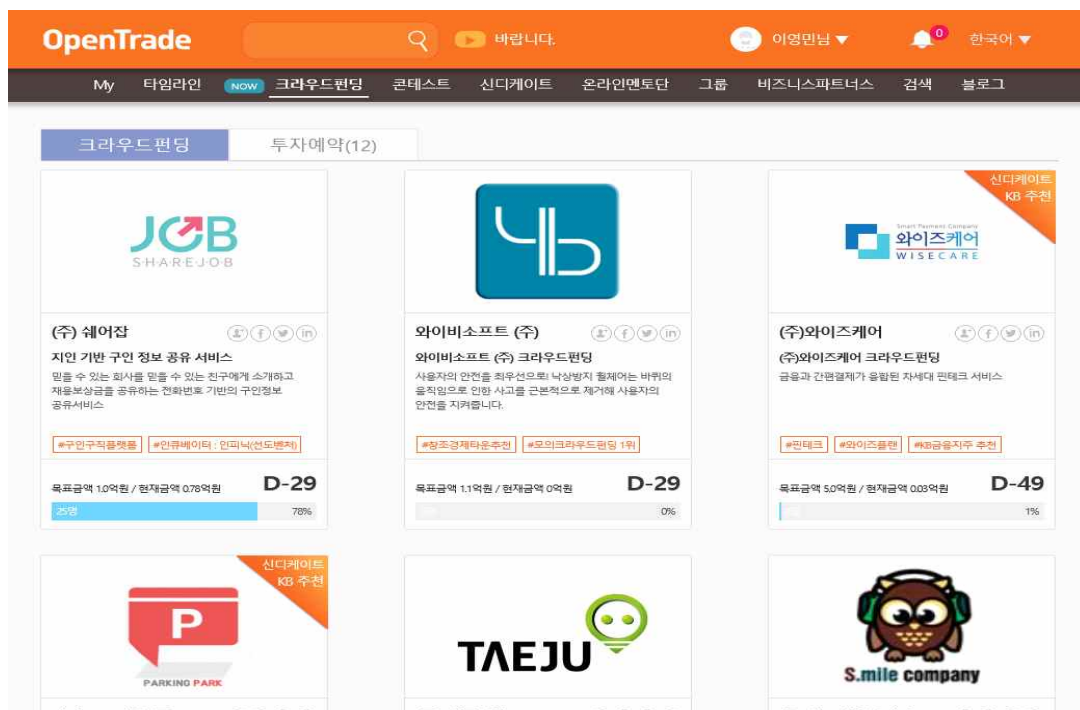 OpenTrade
바랍니다.
이영민님 ▼
0
한국어 ▼
My 타임라인 NOW 크라우드펀딩 콘테스트 신디케이트 온라인멘토단 그룹 비즈니스파트너스 검색 블로그
크라우드펀딩 투자예약(12)
JOB
S·H·A·R·E·J·O·B
(주) 쉐어잡
지인 기반 구인 정보 공유 서비스
믿을 수 있는 회사를 믿을 수 있는 친구에게 소개하고
채용보상금을 공유하는 전화번호 기반의 구인정보
공유서비스
#구인구직플랫폼 #인큐베이터 : 인피닉(선도벤처)
목표금액 1.0억원 / 현재금액 0.78억원 D-29
25명 78%
yb
와이비소프트 (주)
와이비소프트 (주) 크라우드펀딩
사용자의 안전을 최우선으로! 낙상방지 휠체어는 바퀴의
움직임으로 인한 사고를 근본적으로 제거해 사용자의
안전을 지켜줍니다.
#창조경제타운추천 #모의크라우드펀딩 1위
목표금액 1.1억원 / 현재금액 0억원 D-29
0%
신디케이트
KB 추천
Smart Payment Company
와이즈케어
WISECARE
(주)와이즈케어
(주)와이즈케어 크라우드펀딩
금융과 간편결제가 융합된 차세대 핀테크 서비스
#핀테크 #와이즈플랜 #KB금융지주 추천
목표금액 5.0억원 / 현재금액 0.03억원 D-49
1%
신디케이트
KB 추천
P
PARKING PARK
TAEJU
S.mile company